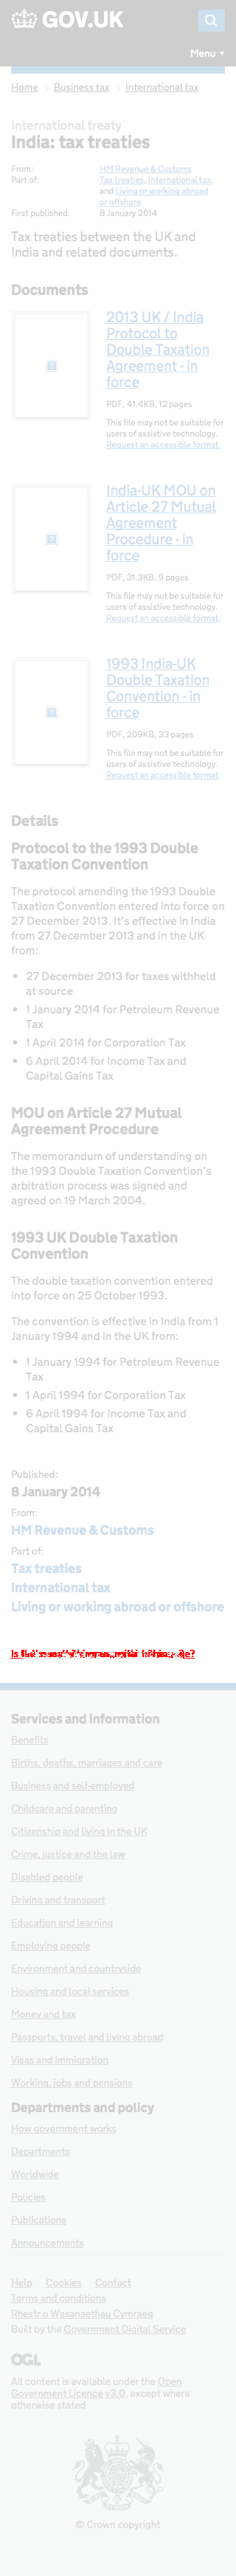 GOV.UK
Menu ▼
Home
Business tax
International tax
International treaty
India: tax treaties
From: HM Revenue & Customs
Part of: Tax treaties, International tax,
and Living or working abroad
or offshore
First published: 8 January 2014
Tax treaties between the UK and
India and related documents.
Documents
2013 UK / India
Protocol to
Double Taxation
Agreement - in
force
PDF, 41.4KB, 12 pages
This file may not be suitable for
users of assistive technology.
Request an accessible format.
India-UK MOU on
Article 27 Mutual
Agreement
Procedure - in
force
PDF, 31.3KB, 9 pages
This file may not be suitable for
users of assistive technology.
Request an accessible format.
1993 India-UK
Double Taxation
Convention - in
force
PDF, 209KB, 33 pages
This file may not be suitable for
users of assistive technology.
Request an accessible format.
Details
Protocol to the 1993 Double
Taxation Convention
The protocol amending the 1993 Double
Taxation Convention entered into force on
27 December 2013. It's effective in India
from 27 December 2013 and in the UK
from:
• 27 December 2013 for taxes withheld
at source
• 1 January 2014 for Petroleum Revenue
Tax
• 1 April 2014 for Corporation Tax
• 6 April 2014 for Income Tax and
Capital Gains Tax
MOU on Article 27 Mutual
Agreement Procedure
The memorandum of understanding on
the 1993 Double Taxation Convention's
arbitration process was signed and
agreed on 19 March 2004.
1993 UK Double Taxation
Convention
The double taxation convention entered
into force on 25 October 1993.
The convention is effective in India from 1
January 1994 and in the UK from:
• 1 January 1994 for Petroleum Revenue
Tax
• 1 April 1994 for Corporation Tax
• 6 April 1994 for Income Tax and
Capital Gains Tax
Published:
8 January 2014
From:
HM Revenue & Customs
Part of:
Tax treaties
International tax
Living or working abroad or offshore
Services and information
Benefits
Births, deaths, marriages and care
Business and self-employed
Childcare and parenting
Citizenship and living in the UK
Crime, justice and the law
Disabled people
Driving and transport
Education and learning
Employing people
Environment and countryside
Housing and local services
Money and tax
Passports, travel and living abroad
Visas and immigration
Working, jobs and pensions
Departments and policy
How government works
Departments
Worldwide
Policies
Publications
Announcements
Help Cookies Contact
Terms and conditions
Rhestr o Wasanaethau Cymraeg
Built by the Government Digital Service
OGL
All content is available under the Open
Government Licence v3.0, except where
otherwise stated
© Crown copyright